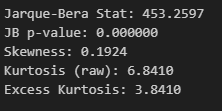 Jarque-Bera Stat: 453.2597
JB p-value: 0.000000
Skewness: 0.1924
Kurtosis (raw): 6.8410
Excess Kurtosis: 3.8410